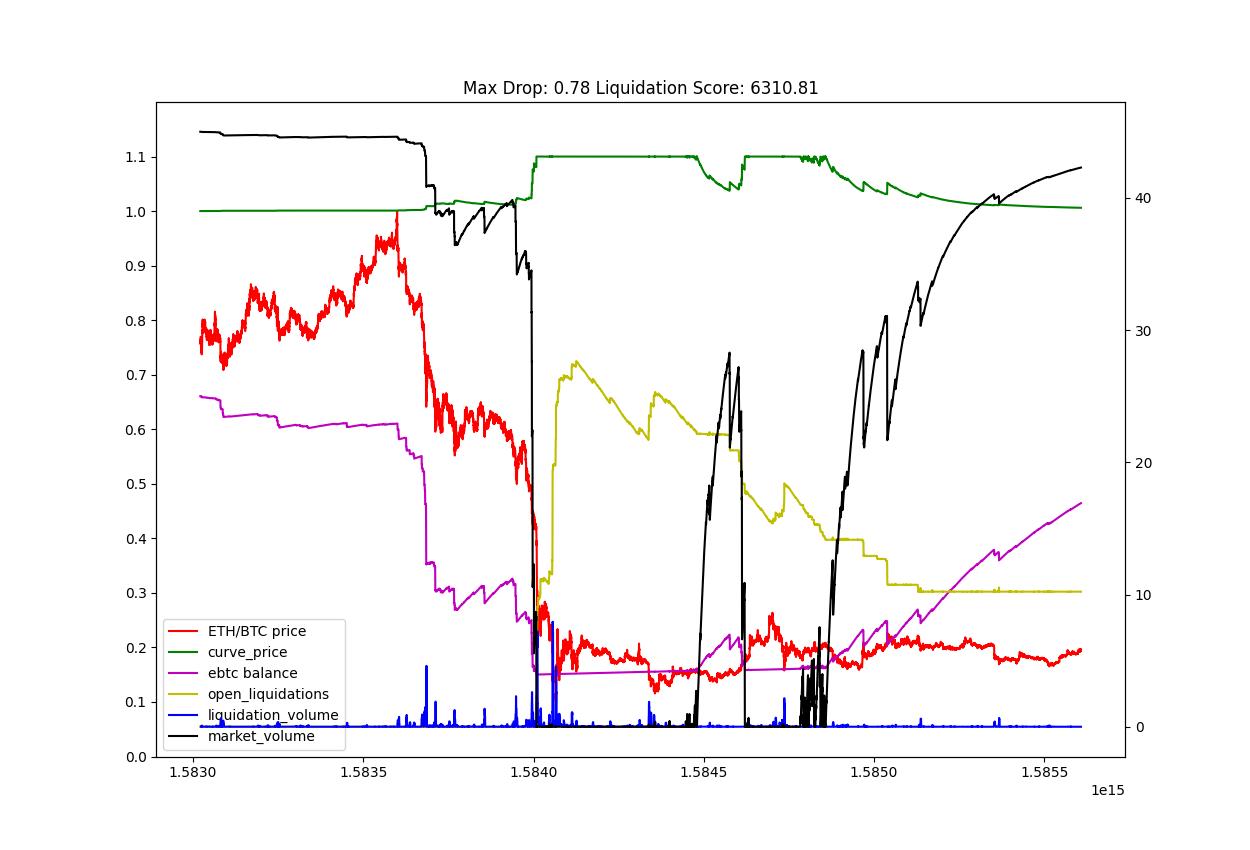 Max Drop: 0.78 Liquidation Score: 6310.81
1.1
1.0
0.9
0.8
0.7
0.6
0.5
0.4
0.3
0.2
0.1
0.0
40
30
20
10
0
ETH/BTC price
curve_price
ebtc balance
open_liquidations
liquidation_volume
market_volume
1.5830 1.5835 1.5840 1.5845 1.5850 1.5855
1e15